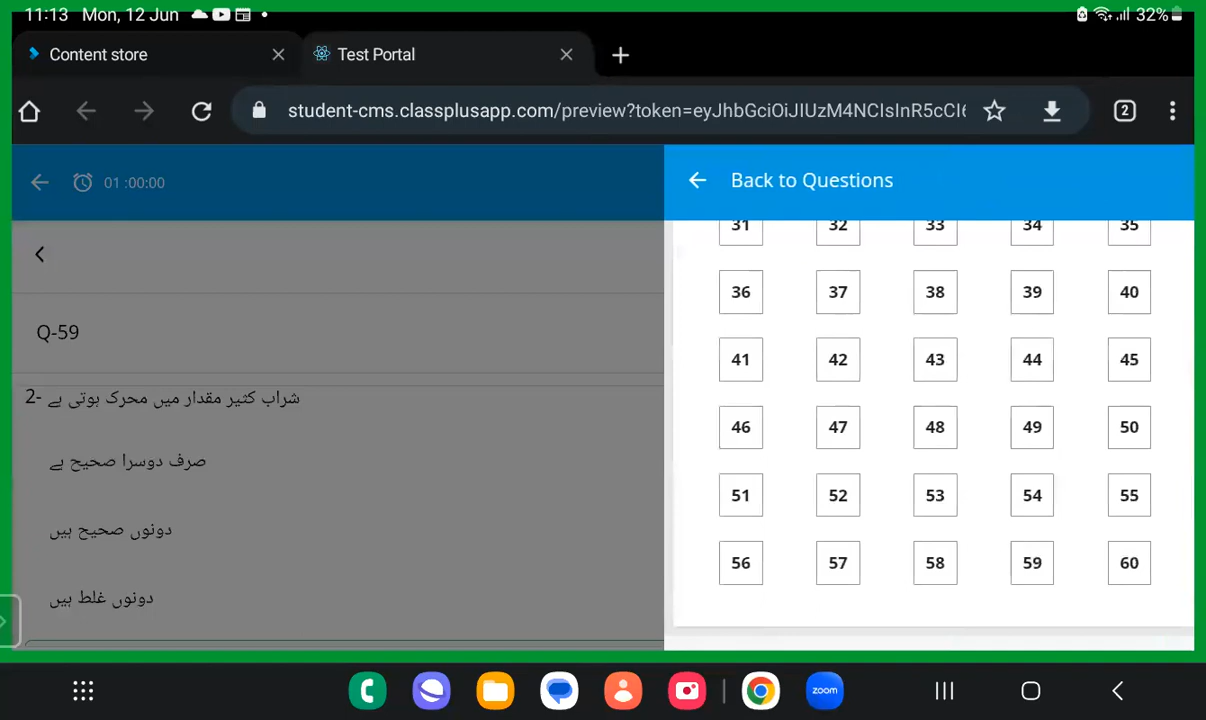 11:13 Mon, 12 Jun
32%
Content store
Test Portal
student-cms.classplusapp.com/preview?token=eyJhbGciOiJIUzM4NCIsInR5cCI6
2
01 :00:00
Back to Questions
31 32 33 34 35
36 37 38 39 40
Q-59
41 42 43 44 45
2- شراب کثیر مقدار میں محرک ہوتی ہے
46 47 48 49 50
صرف دوسرا صحیح ہے
51 52 53 54 55
دونوں صحیح ہیں
56 57 58 59 60
دونوں غلط ہیں
zoom